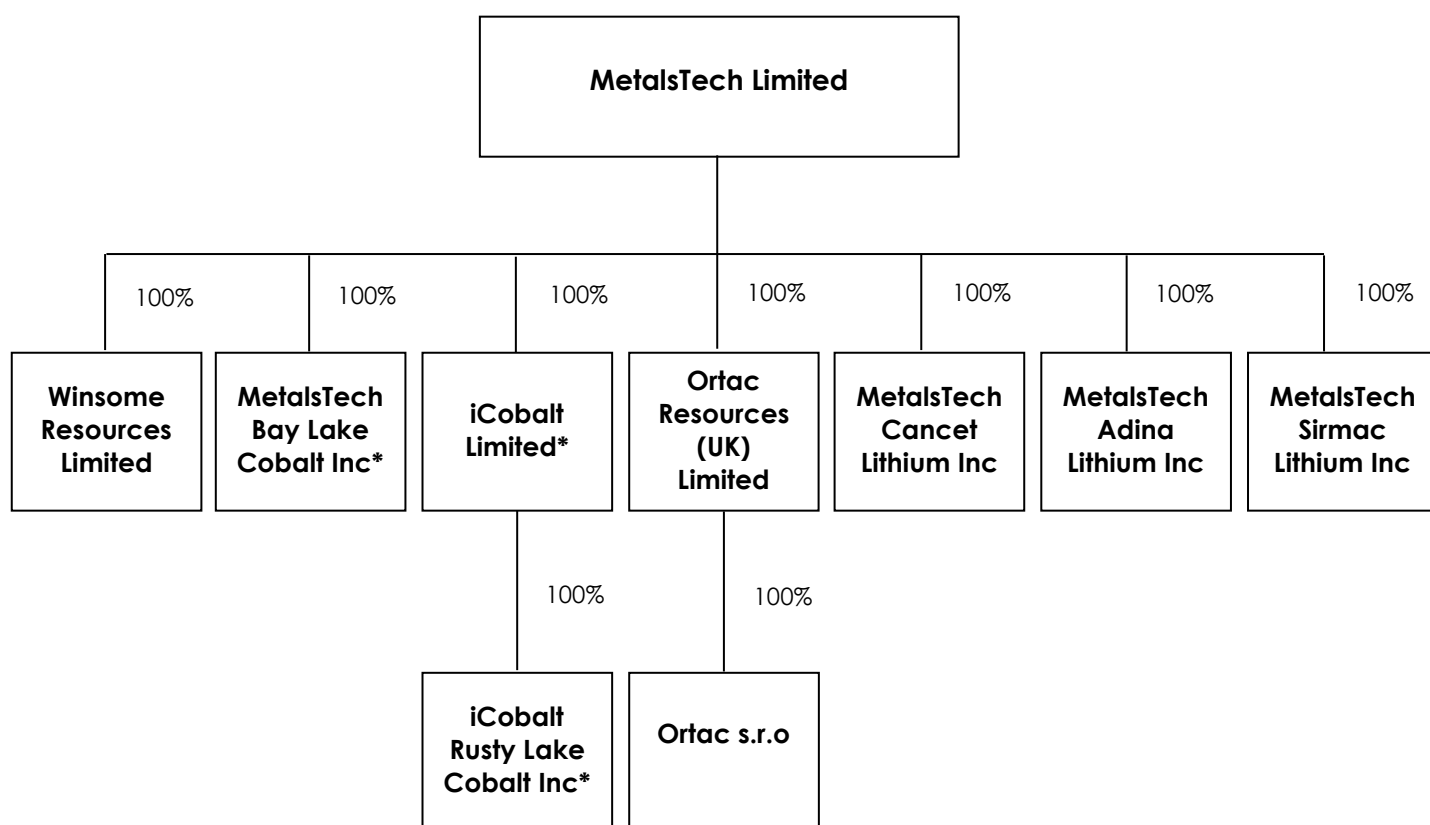 MetalsTech Limited
100%
100%
100%
100%
100%
100%
100%
Winsome
Resources
Limited
MetalsTech
Bay Lake
Cobalt Inc*
iCobalt
Limited*
Ortac
Resources
(UK)
Limited
MetalsTech
Cancet
Lithium Inc
MetalsTech
Adina
Lithium Inc
MetalsTech
Sirmac
Lithium Inc
100%
100%
iCobalt
Rusty Lake
Cobalt Inc*
Ortac s.r.o